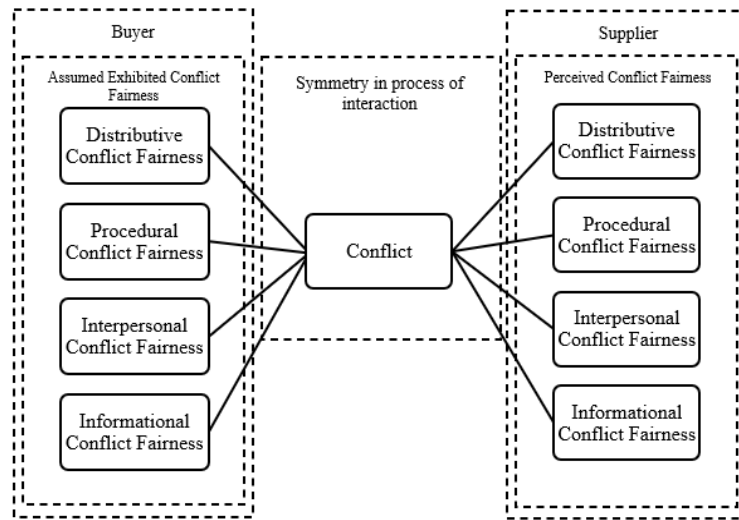 Buyer
Assumed Exhibited Conflict
Fairness
Distributive
Conflict Fairness
Procedural
Conflict Fairness
Interpersonal
Conflict Fairness
Informational
Conflict Fairness
Symmetry in process of
interaction
Conflict
Supplier
Perceived Conflict Fairness
Distributive
Conflict Fairness
Procedural
Conflict Fairness
Interpersonal
Conflict Fairness
Informational
Conflict Fairness